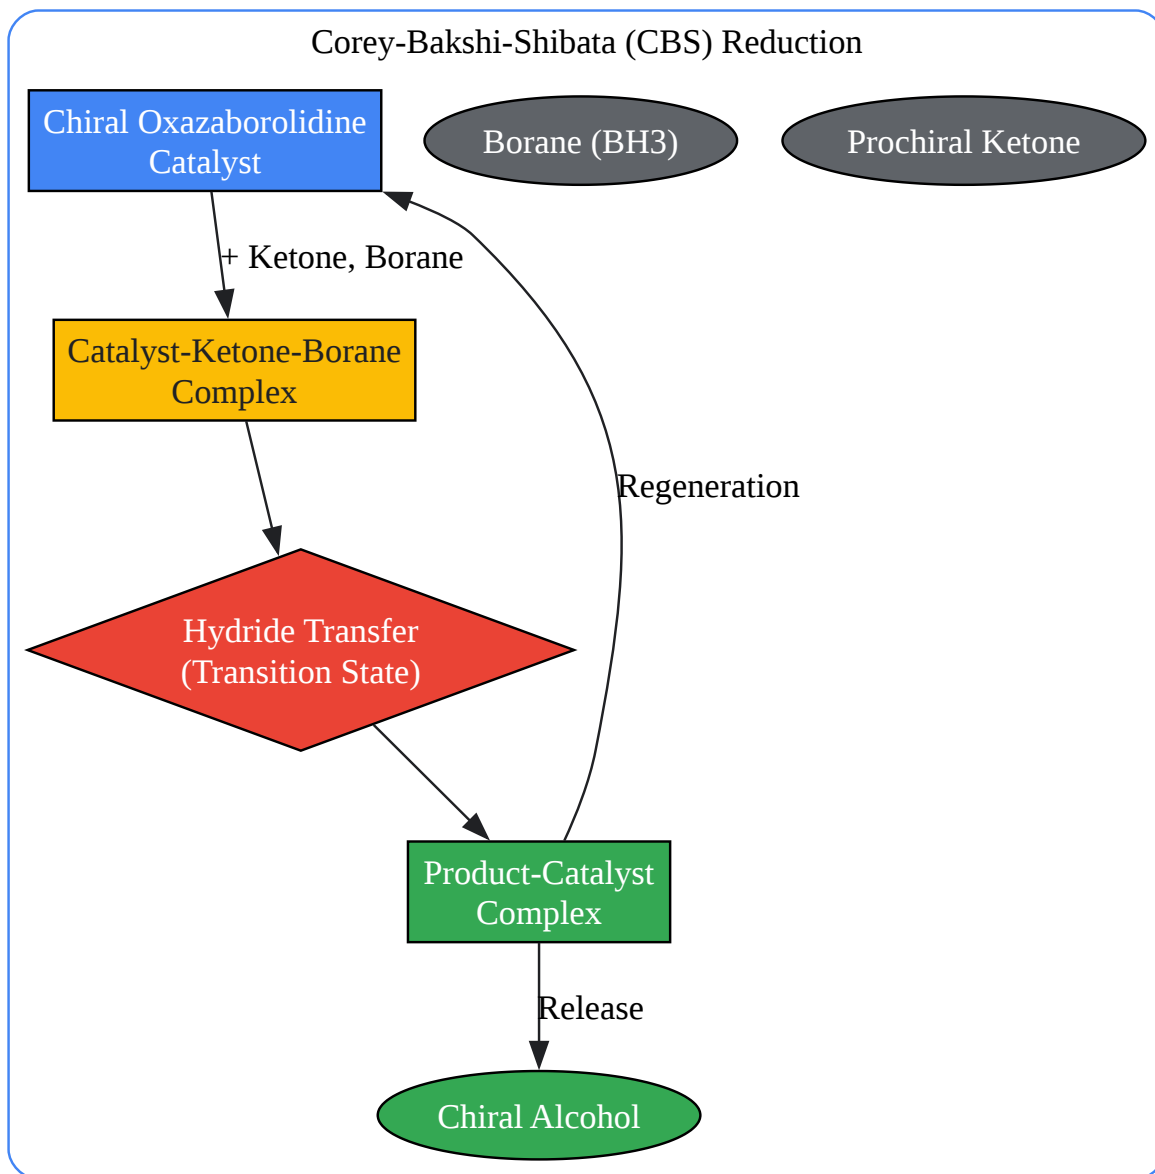 Corey-Bakshi-Shibata (CBS) Reduction
Chiral Oxazaborolidine
Catalyst
Borane (BH3)
Prochiral Ketone
+ Ketone, Borane
Catalyst-Ketone-Borane
Complex
Regeneration
Hydride Transfer
(Transition State)
Product-Catalyst
Complex
Release
Chiral Alcohol